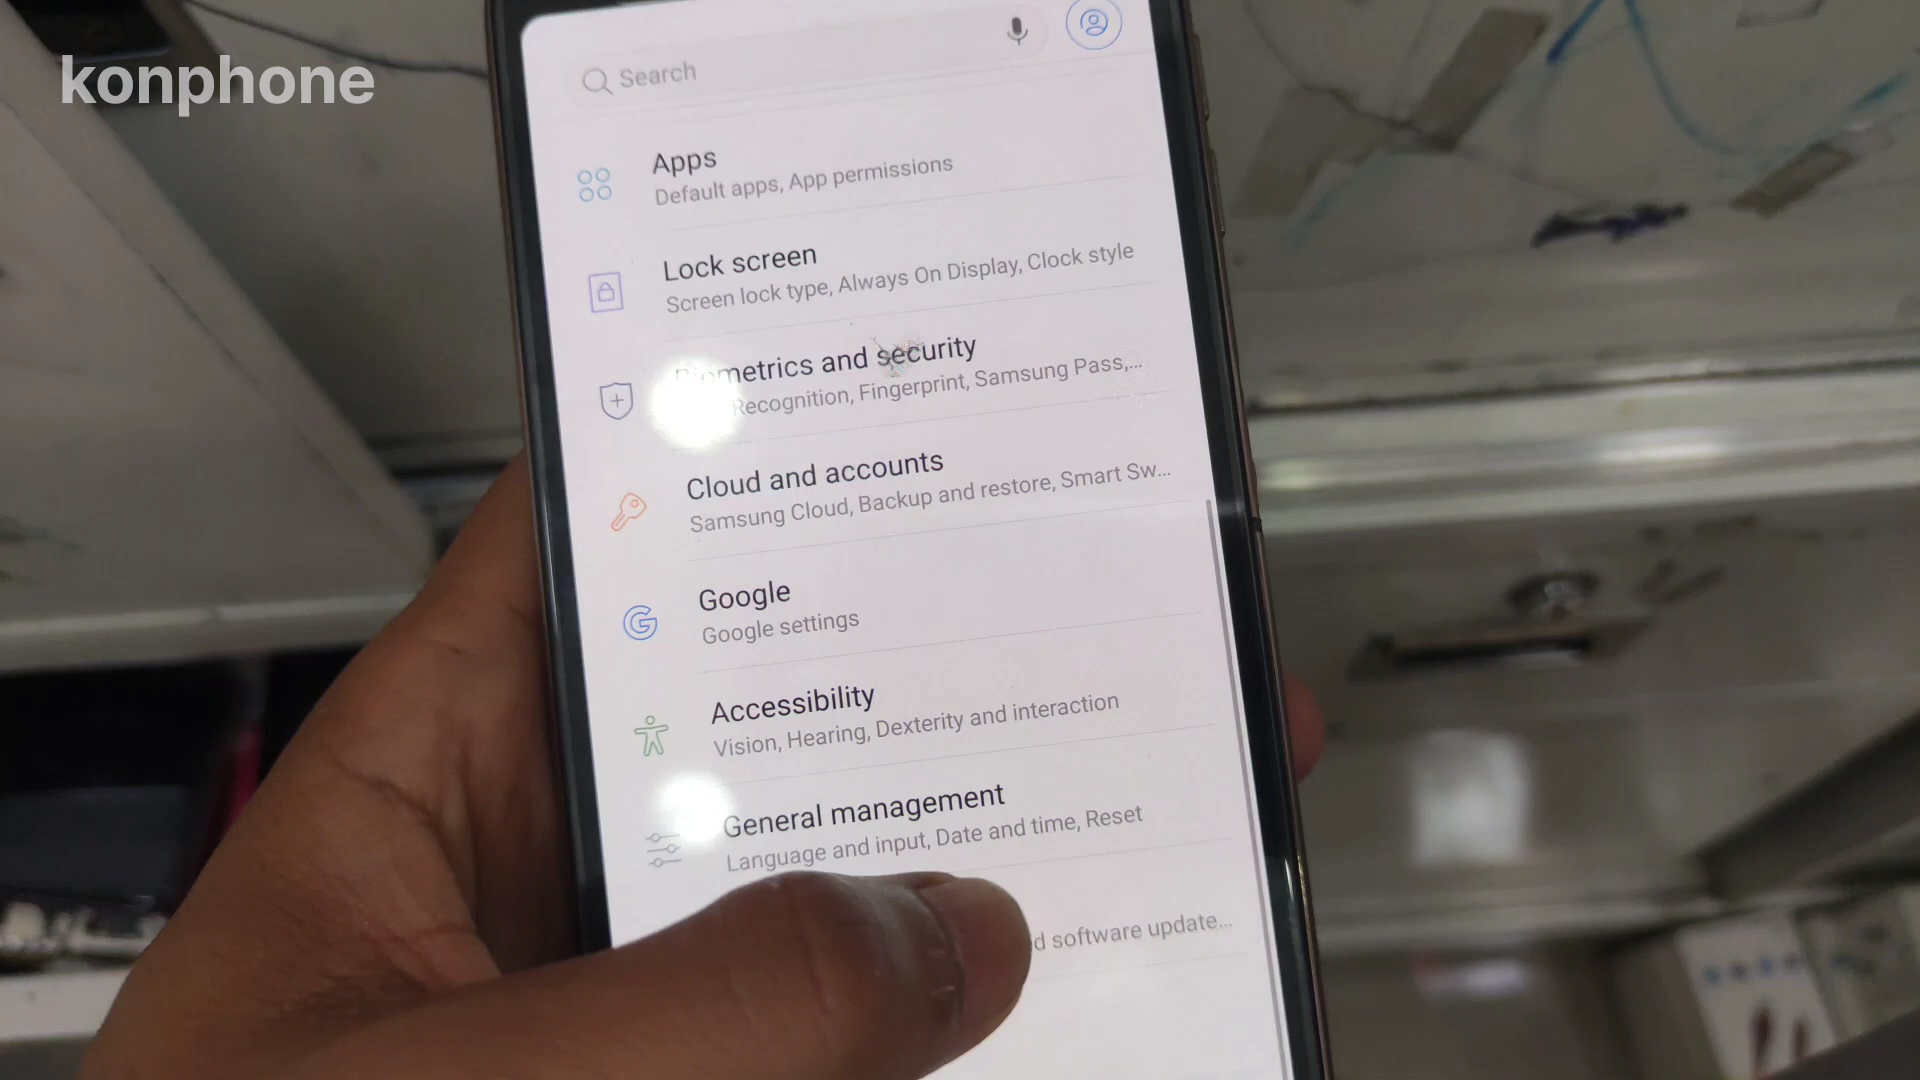 konphone
Search
Apps
Default apps, App permissions
Lock screen
Screen lock type, Always On Display, Clock style
Biometrics and security
Recognition, Fingerprint, Samsung Pass,...
Cloud and accounts
Samsung Cloud, Backup and restore, Smart Sw...
Google
Google settings
Accessibility
Vision, Hearing, Dexterity and interaction
General management
Language and input, Date and time, Reset
software update...